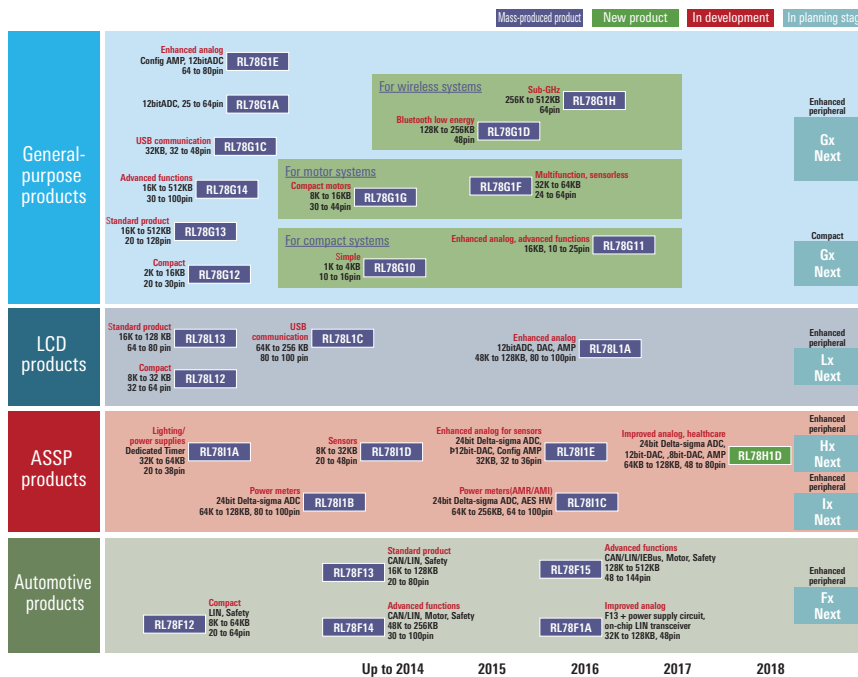 Mass-produced product
New product
In development
In planning stag
General-
purpose
products
Enhanced analog
Config AMP, 12bitADC
64 to 80pin
RL78G1E
12bitADC, 25 to 64pin
RL78G1A
USB communication
32KB, 32 to 48pin
RL78G1C
Advanced functions
16K to 512KB
30 to 100pin
RL78G14
Standard product
16K to 512KB
20 to 128pin
RL78G13
Compact
2K to 16KB
20 to 30pin
RL78G12
For wireless systems
Sub-GHz
256K to 512KB
64pin
RL78G1H
Bluetooth low energy
128K to 256KB
48pin
RL78G1D
For motor systems
Compact motors
8K to 16KB
30 to 44pin
RL78G1G
RL78G1F
Multifunction, sensorless
32K to 64KB
24 to 64pin
For compact systems
Simple
1K to 4KB
10 to 16pin
RL78G10
Enhanced analog, advanced functions
16KB, 10 to 25pin
RL78G11
Enhanced
peripheral
Gx
Next
Compact
Gx
Next
LCD
products
Standard product
16K to 128 KB
64 to 80 pin
RL78L13
Compact
8K to 32 KB
32 to 64 pin
RL78L12
USB
communication
64K to 256 KB
80 to 100 pin
RL78L1C
Enhanced analog
12bitADC, DAC, AMP
48K to 128KB, 80 to 100pin
RL78L1A
Enhanced
peripheral
Lx
Next
ASSP
products
Lighting/
power supplies
Dedicated Timer
32K to 64KB
20 to 38pin
RL78I1A
Sensors
8K to 32KB
20 to 48pin
RL78I1D
Enhanced analog for sensors
24bit Delta-sigma ADC,
Þ12bit-DAC, Config AMP
32KB, 32 to 36pin
RL78I1E
Improved analog, healthcare
24bit Delta-sigma ADC,
12bit-DAC, ,8bit-DAC, AMP
64KB to 128KB, 48 to 80pin
RL78H1D
Power meters
24bit Delta-sigma ADC
64K to 128KB, 80 to 100pin
RL78I1B
Power meters(AMR/AMI)
24bit Delta-sigma ADC, AES HW
64K to 256KB, 64 to 100pin
RL78I1C
Enhanced
peripheral
Hx
Next
Enhanced
peripheral
Ix
Next
Automotive
products
RL78F12
Compact
LIN, Safety
8K to 64KB
20 to 64pin
RL78F13
Standard product
CAN/LIN, Safety
16K to 128KB
20 to 80pin
RL78F14
Advanced functions
CAN/LIN, Motor, Safety
48K to 256KB
30 to 100pin
RL78F15
Advanced functions
CAN/LIN/IEBus, Motor, Safety
128K to 512KB
48 to 144pin
RL78F1A
Improved analog
F13 + power supply circuit,
on-chip LIN transceiver
32K to 128KB, 48pin
Enhanced
peripheral
Fx
Next
Up to 2014 2015 2016 2017 2018